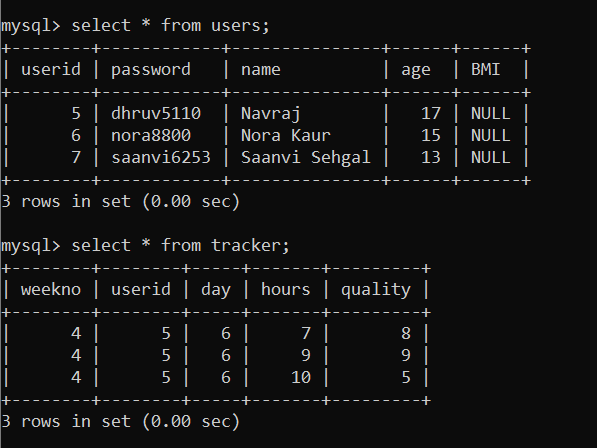 mysql> select * from users;
+--------+------------+---------------+------+------+
| userid | password   | name          | age  | BMI  |
+--------+------------+---------------+------+------+
|      5 | dhruv5110  | Navraj        |   17 | NULL |
|      6 | nora8800   | Nora Kaur     |   15 | NULL |
|      7 | saanvi6253 | Saanvi Sehgal |   13 | NULL |
+--------+------------+---------------+------+------+
3 rows in set (0.00 sec)
mysql> select * from tracker;
+--------+--------+-----+-------+---------+
| weekno | userid | day | hours | quality |
+--------+--------+-----+-------+---------+
|      4 |      5 |   6 |     7 |       8 |
|      4 |      5 |   6 |     9 |       9 |
|      4 |      5 |   6 |    10 |       5 |
+--------+--------+-----+-------+---------+
3 rows in set (0.00 sec)